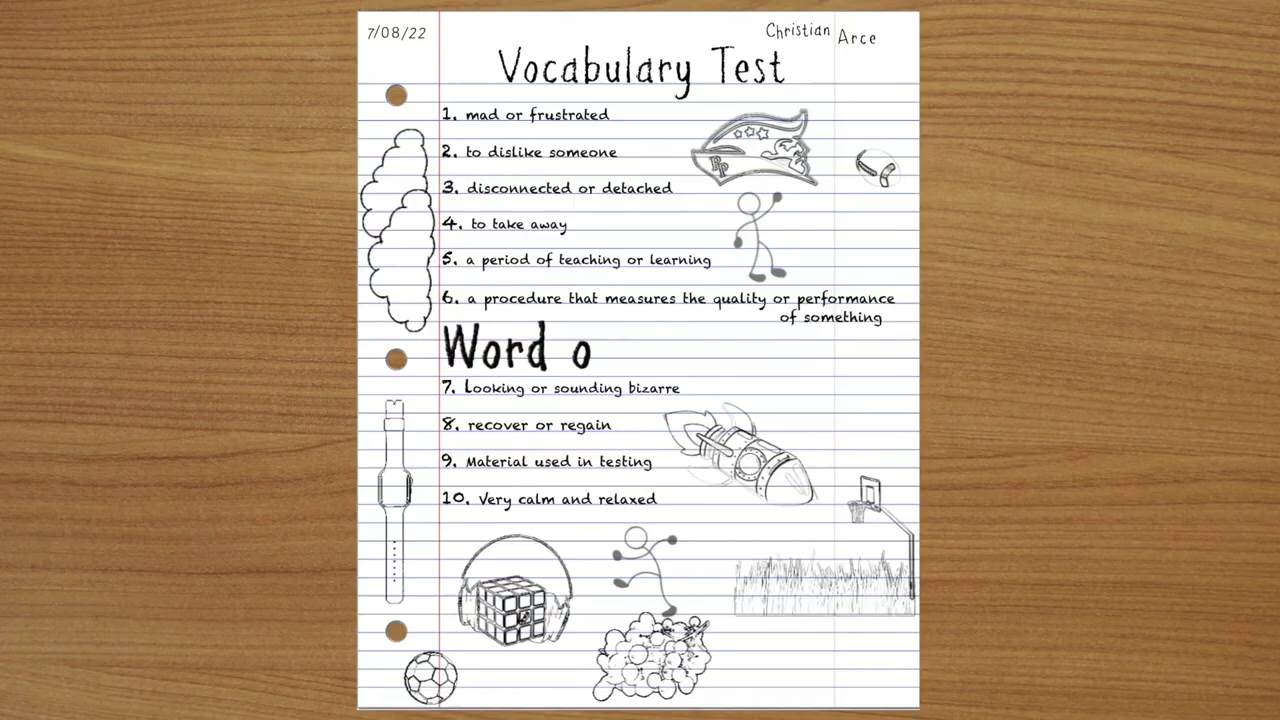 7/08/22
Christian Arce
Vocabulary Test
1. mad or frustrated
2. to dislike someone
PP
3. disconnected or detached
4. to take away
5. a period of teaching or learning
6. a procedure that measures the quality or performance
of something
Word o
7. Looking or sounding bizarre
8. recover or regain
9. Material used in testing
10. Very calm and relaxed